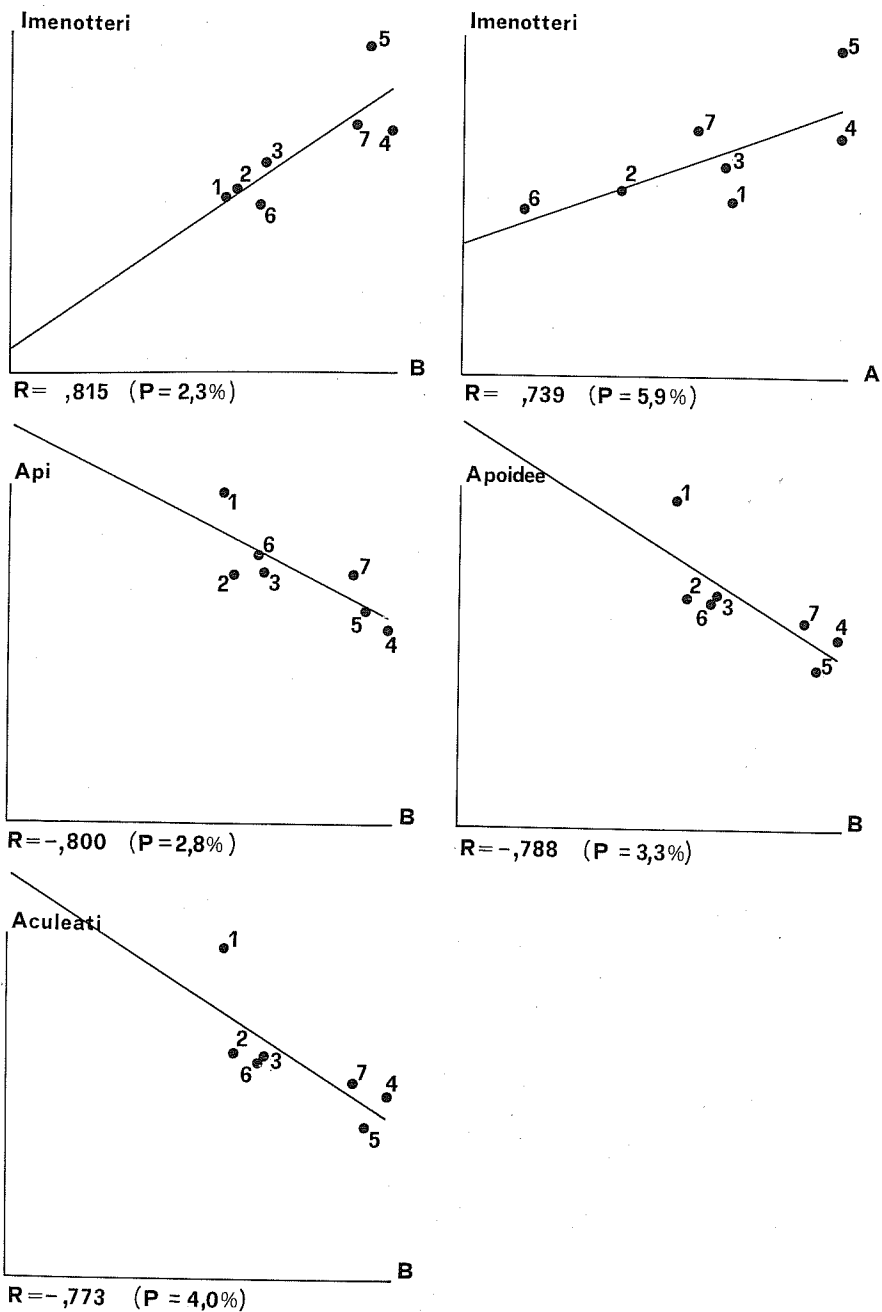 Imenotteri
5
3
2
1
7 4
6
B
R= ,815 (P=2,3%)
Imenotteri
5
7
4
3
2
6
1
A
R= ,739 (P=5,9%)
Api
1
6
7
2
3
5
4
B
R=-,800 (P=2,8%)
Apoidee
1
2
3
6
7
4
5
B
R=-,788 (P=3,3%)
Aculeati
1
2
3
6
7
4
5
B
R=-,773 (P=4,0%)